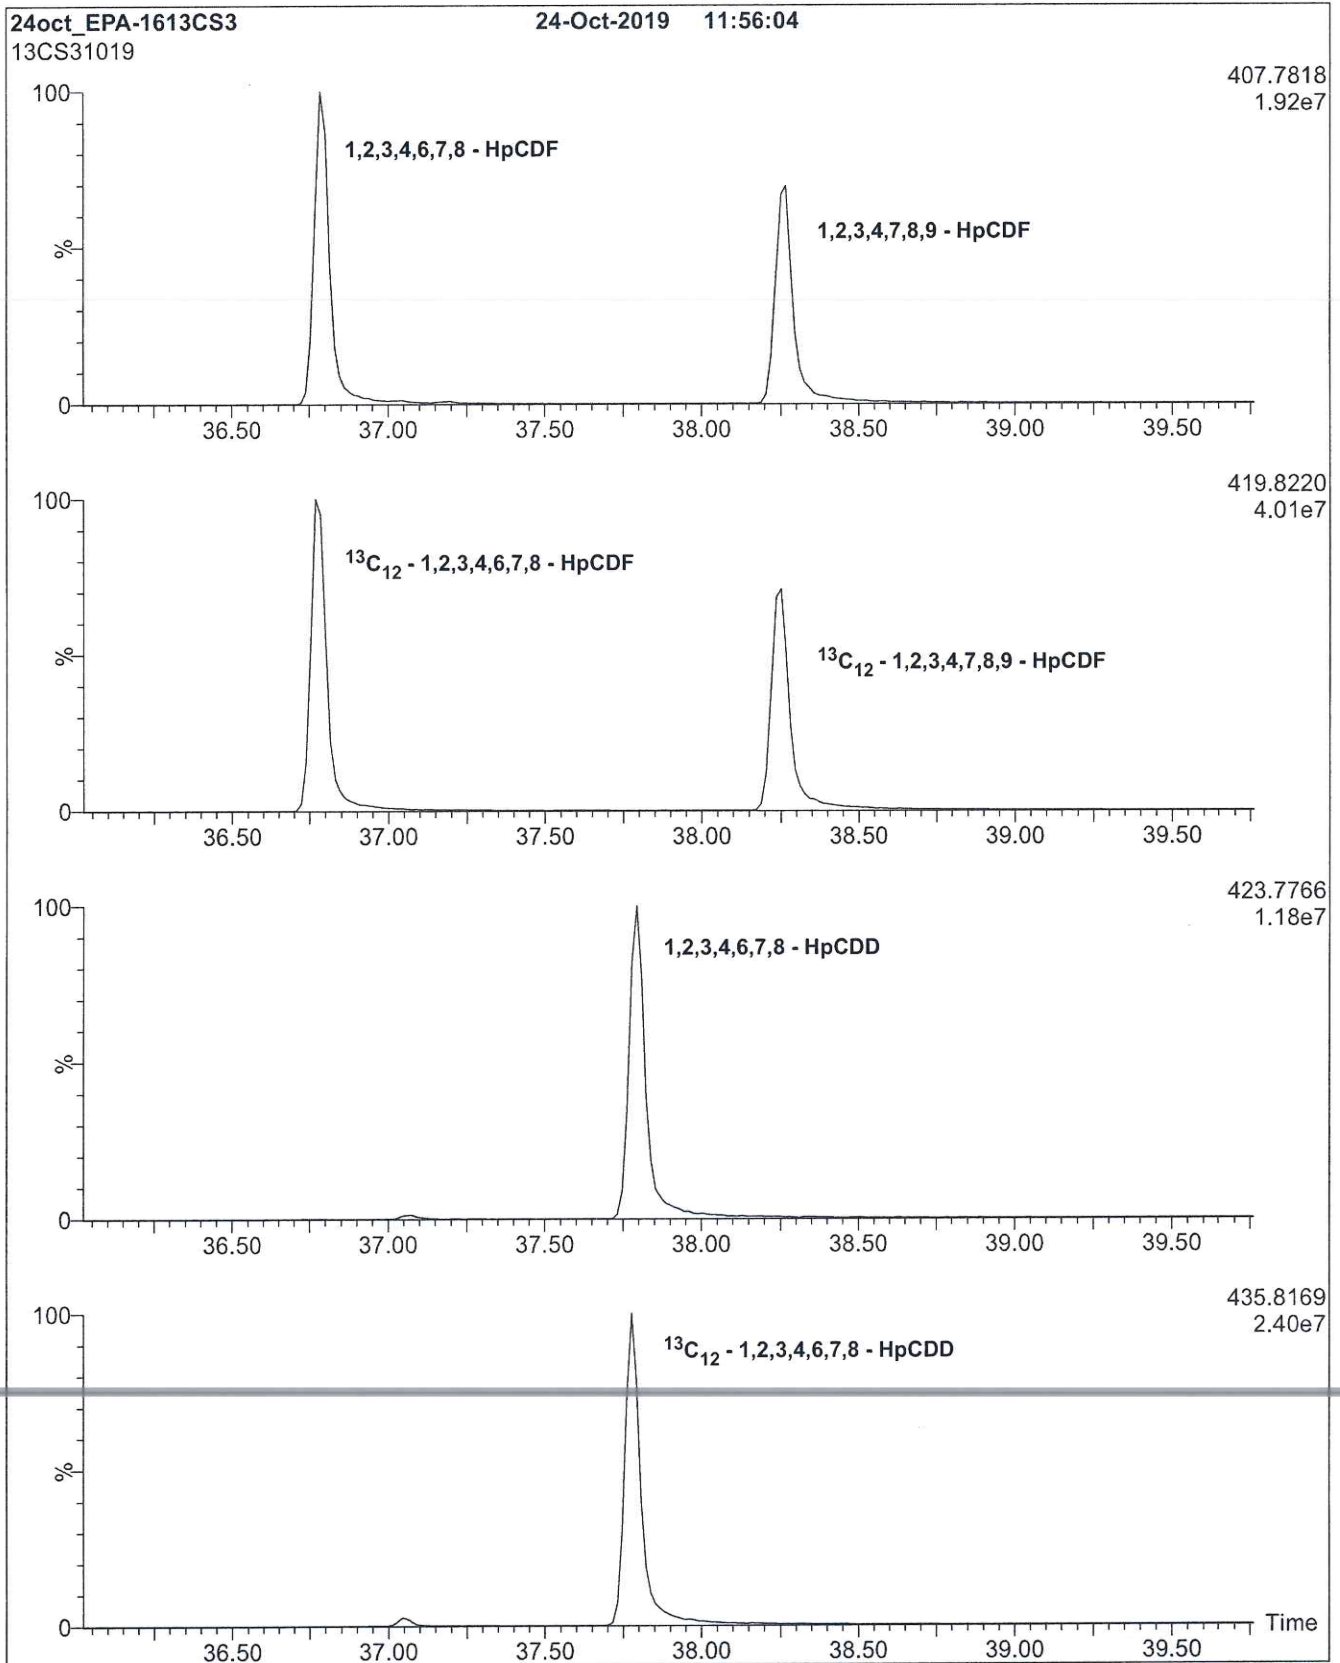 24oct_EPA-1613CS3 24-Oct-2019 11:56:04
13CS31019
407.7818
1.92e7
100
1,2,3,4,6,7,8 - HpCDF
1,2,3,4,7,8,9 - HpCDF
%
0
36.50 37.00 37.50 38.00 38.50 39.00 39.50
419.8220
4.01e7
100
¹³C₁₂ - 1,2,3,4,6,7,8 - HpCDF
¹³C₁₂ - 1,2,3,4,7,8,9 - HpCDF
%
0
36.50 37.00 37.50 38.00 38.50 39.00 39.50
423.7766
1.18e7
100
1,2,3,4,6,7,8 - HpCDD
%
0
36.50 37.00 37.50 38.00 38.50 39.00 39.50
435.8169
2.40e7
100
¹³C₁₂ - 1,2,3,4,6,7,8 - HpCDD
%
0 Time
36.50 37.00 37.50 38.00 38.50 39.00 39.50